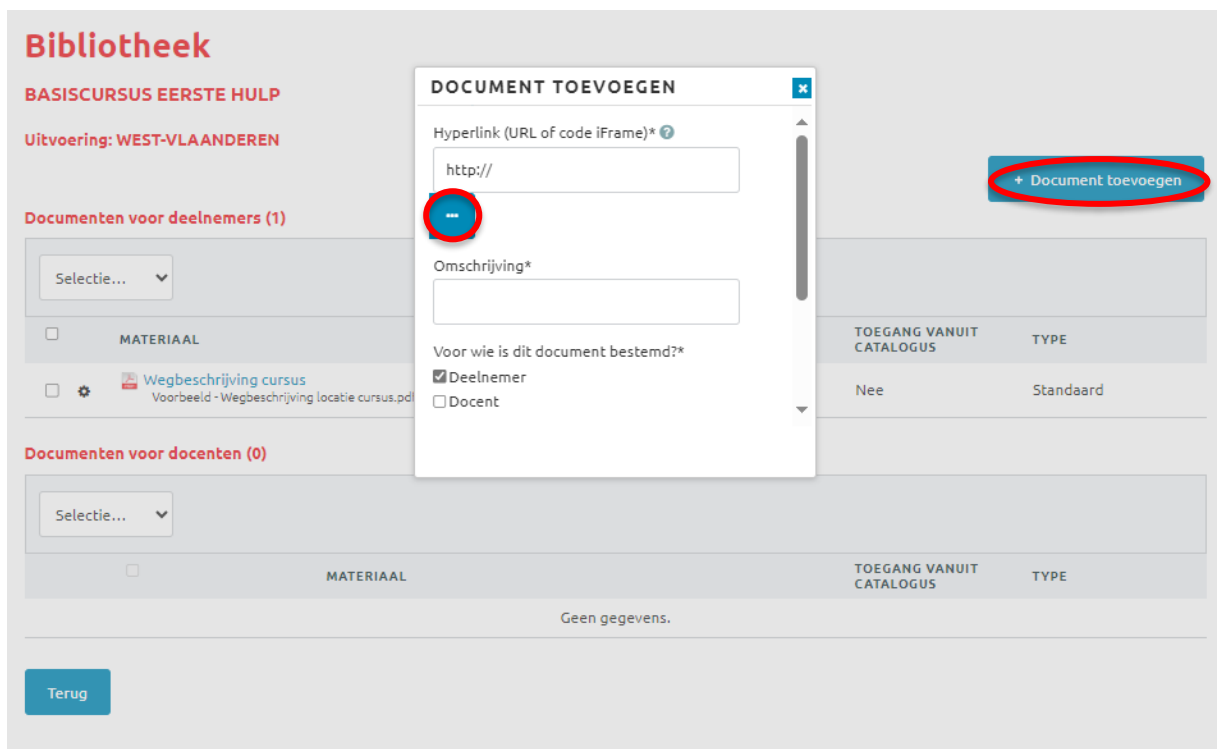 Bibliotheek
BASISCURSUS EERSTE HULP
Uitvoering: WEST-VLAANDEREN
+ Document toevoegen
DOCUMENT TOEVOEGEN
Hyperlink (URL of code iFrame)*
http://
...
Omschrijving*
Voor wie is dit document bestemd?*
Deelnemer
Docent
Documenten voor deelnemers (1)
Selectie...
MATERIAAL
TOEGANG VANUIT
CATALOGUS
TYPE
Wegbeschrijving cursus
Voorbeeld - Wegbeschrijving locatie cursus.pdf
Nee
Standaard
Documenten voor docenten (0)
Selectie...
MATERIAAL
TOEGANG VANUIT
CATALOGUS
TYPE
Geen gegevens.
Terug